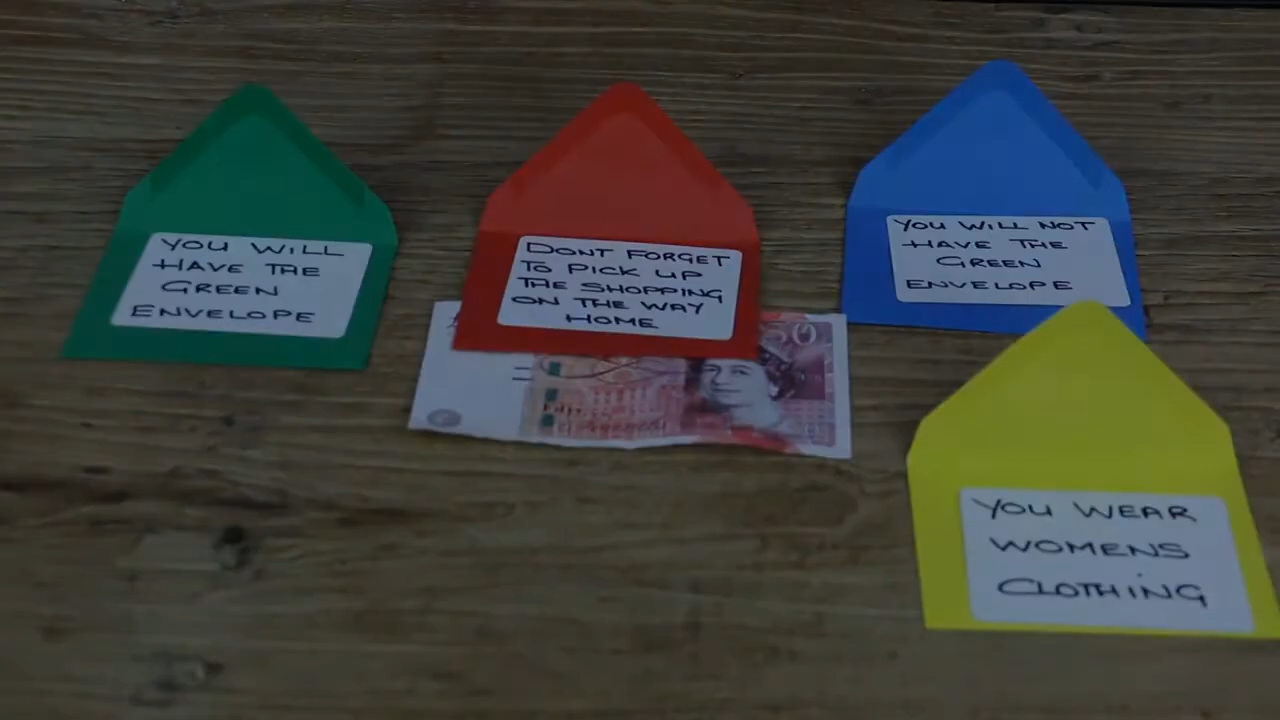 YOU WILL
HAVE THE
GREEN
ENVELOPE
DONT FORGET
TO PICK UP
THE SHOPPING
ON THE WAY
HOME
YOU WILL NOT
HAVE THE
GREEN
ENVELOPE
50
YOU WEAR
WOMENS
CLOTHING